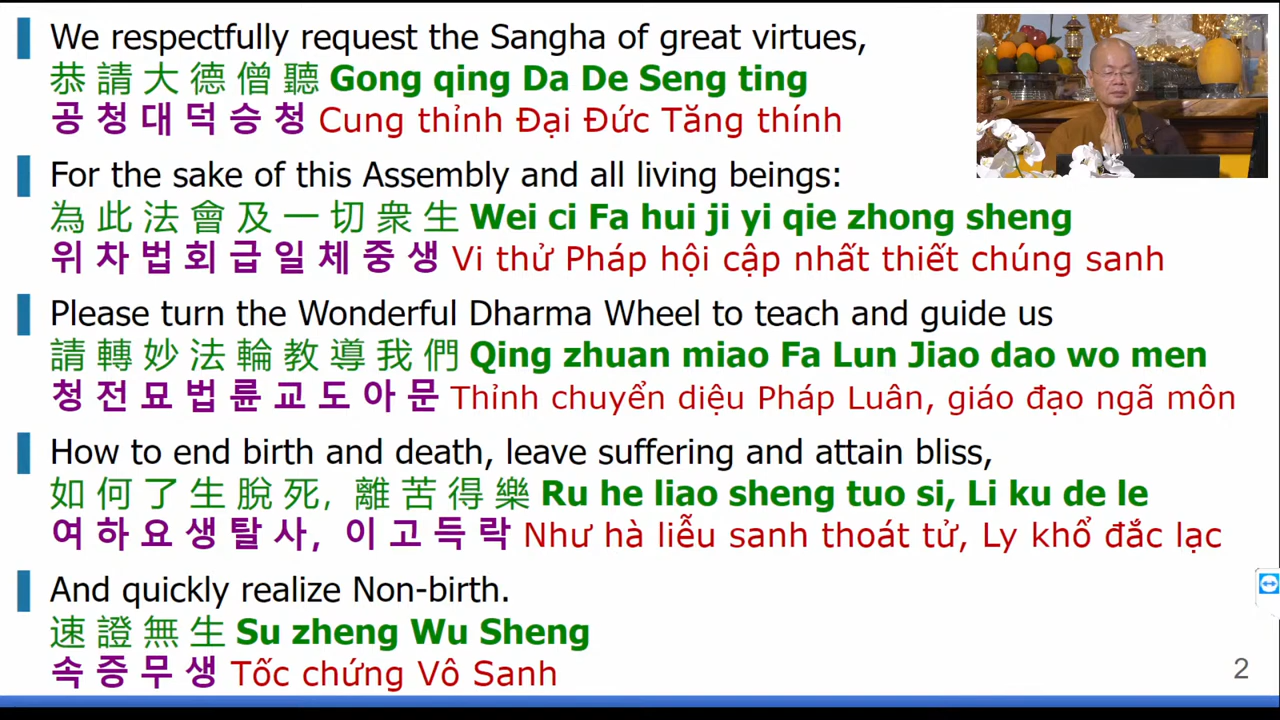 We respectfully request the Sangha of great virtues,
恭 請 大 德 僧 聽 Gong qing Da De Seng ting
공 청 대 덕 승 청 Cung thỉnh Đại Đức Tăng thính
For the sake of this Assembly and all living beings:
為 此 法 會 及 一 切 衆 生 Wei ci Fa hui ji yi qie zhong sheng
위 차 법 회 급 일 체 중 생 Vi thử Pháp hội cập nhất thiết chúng sanh
Please turn the Wonderful Dharma Wheel to teach and guide us
請 轉 妙 法 輪 教 導 我 們 Qing zhuan miao Fa Lun Jiao dao wo men
청 전 묘 법 륜 교 도 아 문 Thỉnh chuyển diệu Pháp Luân, giáo đạo ngã môn
How to end birth and death, leave suffering and attain bliss,
如 何 了 生 脫 死, 離 苦 得 樂 Ru he liao sheng tuo si, Li ku de le
여 하 요 생 탈 사, 이 고 득 락 Như hà liễu sanh thoát tử, Ly khổ đắc lạc
And quickly realize Non-birth.
速 證 無 生 Su zheng Wu Sheng
속 증 무 생 Tốc chứng Vô Sanh
2